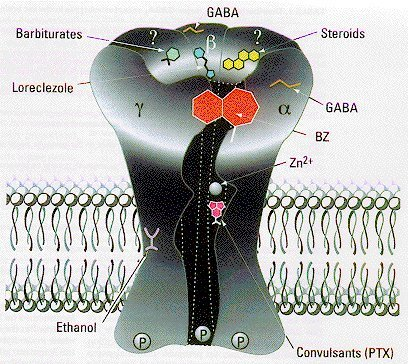 GABA
Barbiturates
?
β
?
Steroids
Loreclezole
γ
α
GABA
BZ
Zn2+
Ethanol
P
P
P
Convulsants (PTX)